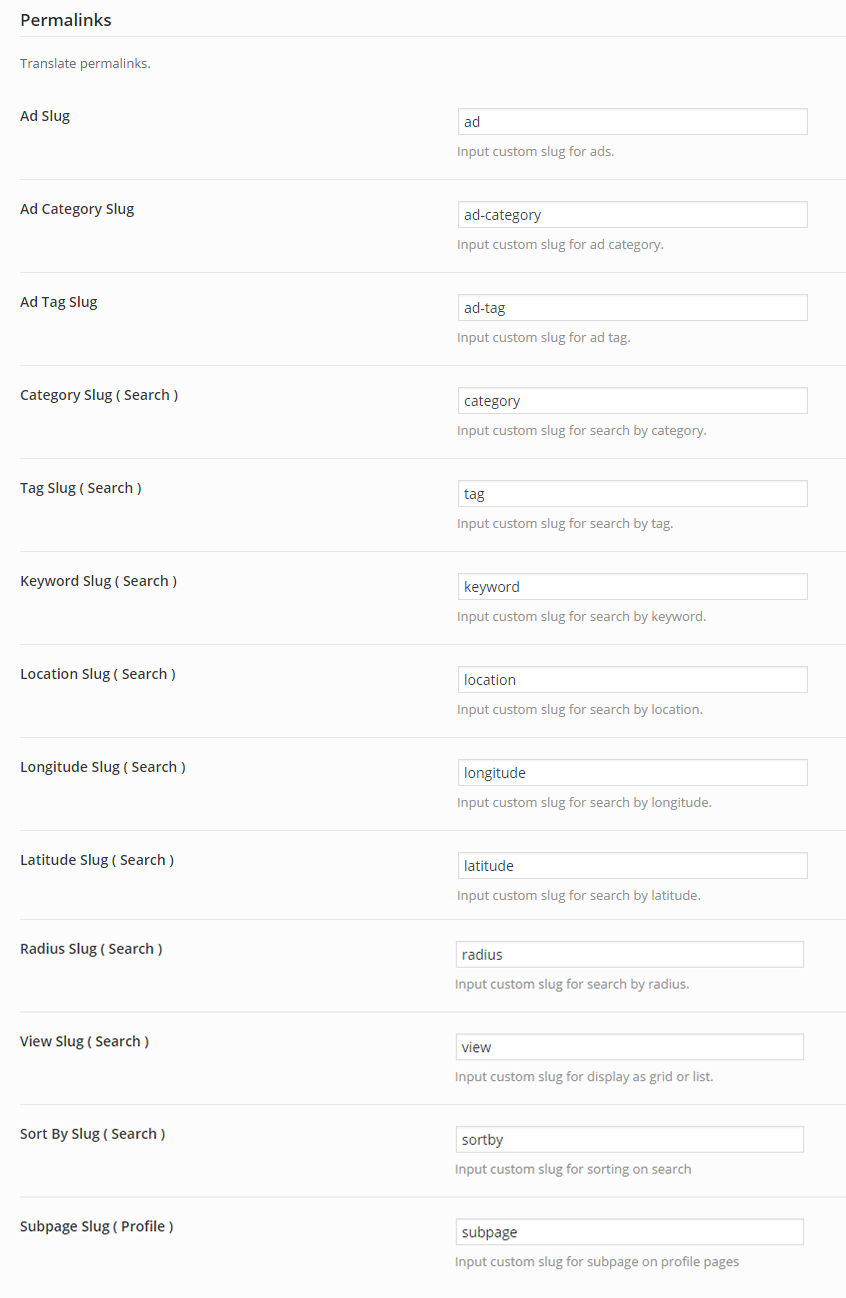 Permalinks
Translate permalinks.
Ad Slug
ad
Input custom slug for ads.
Ad Category Slug
ad-category
Input custom slug for ad category.
Ad Tag Slug
ad-tag
Input custom slug for ad tag.
Category Slug ( Search )
category
Input custom slug for search by category.
Tag Slug ( Search )
tag
Input custom slug for search by tag.
Keyword Slug ( Search )
keyword
Input custom slug for search by keyword.
Location Slug ( Search )
location
Input custom slug for search by location.
Longitude Slug ( Search )
longitude
Input custom slug for search by longitude.
Latitude Slug ( Search )
latitude
Input custom slug for search by latitude.
Radius Slug ( Search )
radius
Input custom slug for search by radius.
View Slug ( Search )
view
Input custom slug for display as grid or list.
Sort By Slug ( Search )
sortby
Input custom slug for sorting on search
Subpage Slug ( Profile )
subpage
Input custom slug for subpage on profile pages